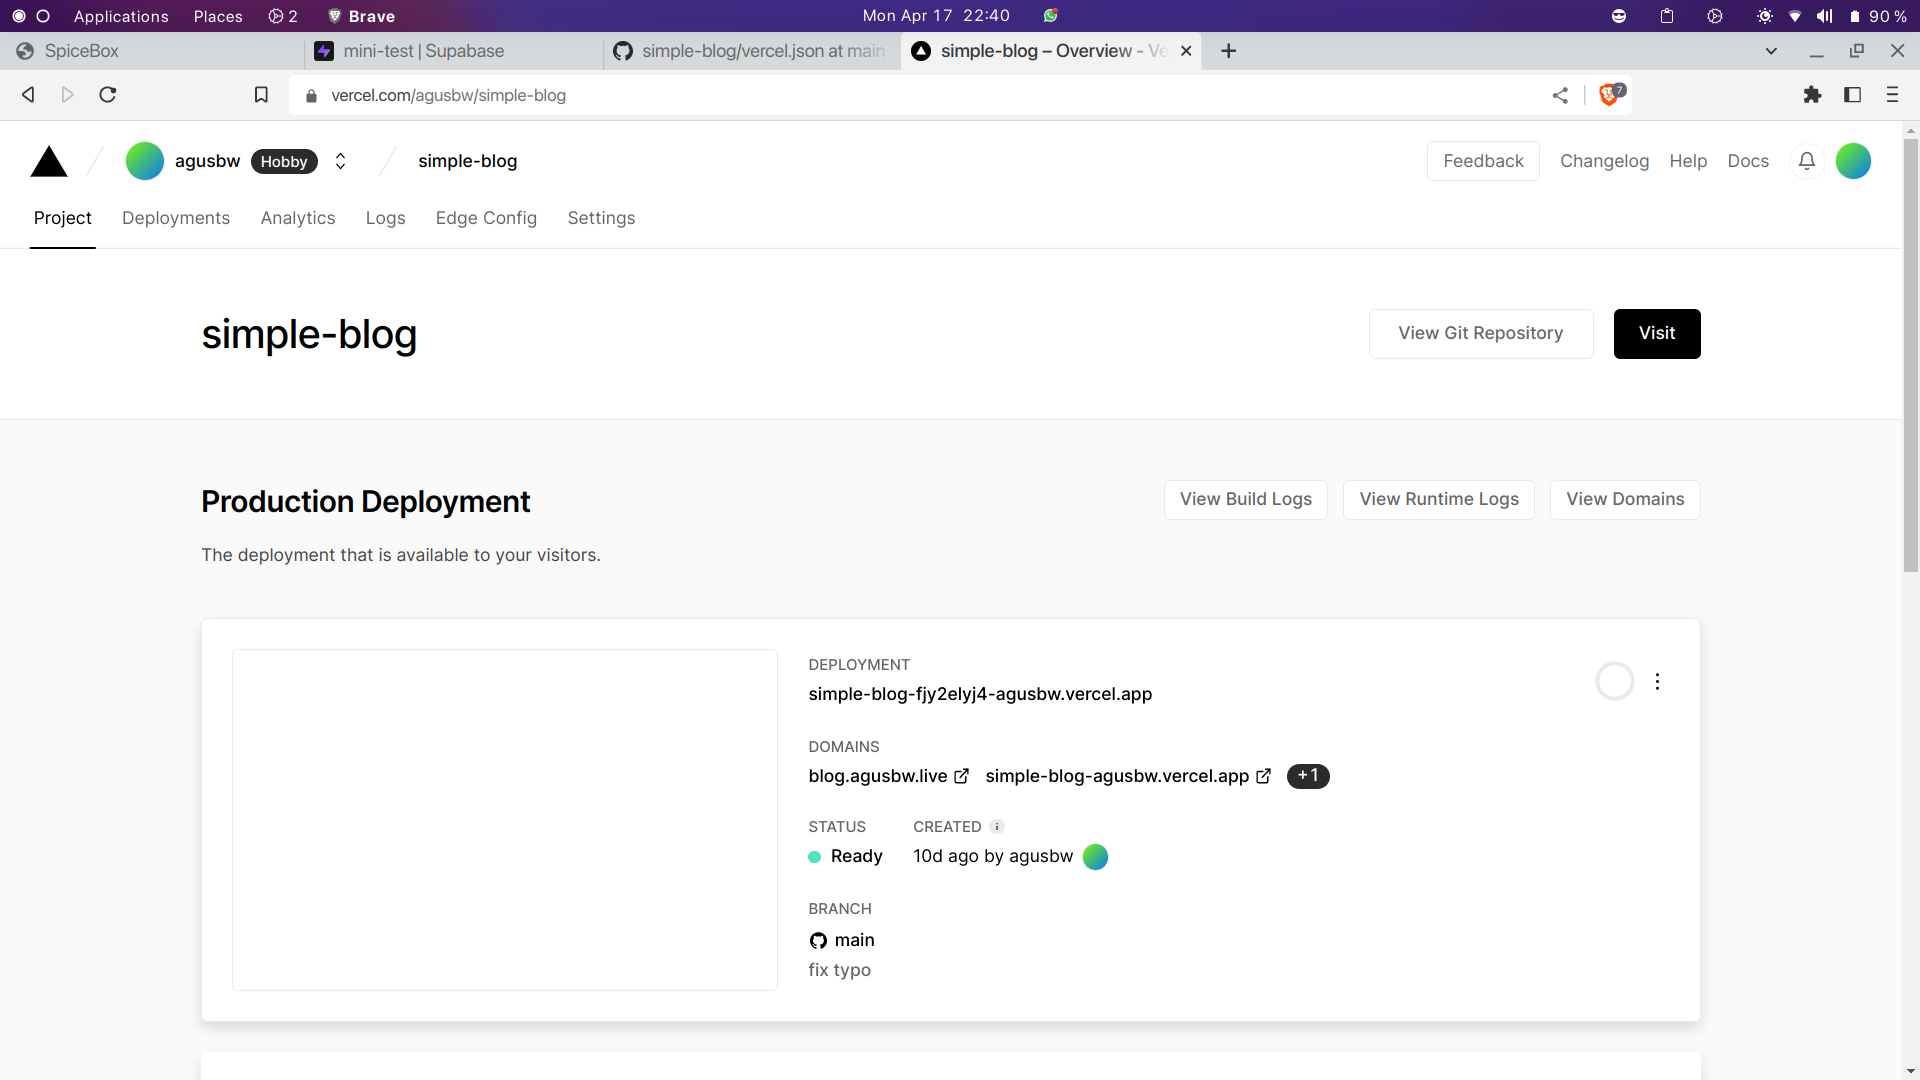 Applications Places 2 Brave Mon Apr 17 22:40 90 %
SpiceBox mini-test | Supabase simple-blog/vercel.json at main simple-blog – Overview - Ve
vercel.com/agusbw/simple-blog 7
agusbw Hobby simple-blog Feedback Changelog Help Docs
Project Deployments Analytics Logs Edge Config Settings
simple-blog View Git Repository Visit
Production Deployment View Build Logs View Runtime Logs View Domains
The deployment that is available to your visitors.
DEPLOYMENT
simple-blog-fjy2elyj4-agusbw.vercel.app
DOMAINS
blog.agusbw.live simple-blog-agusbw.vercel.app +1
STATUS CREATED
Ready 10d ago by agusbw
BRANCH
main
fix typo